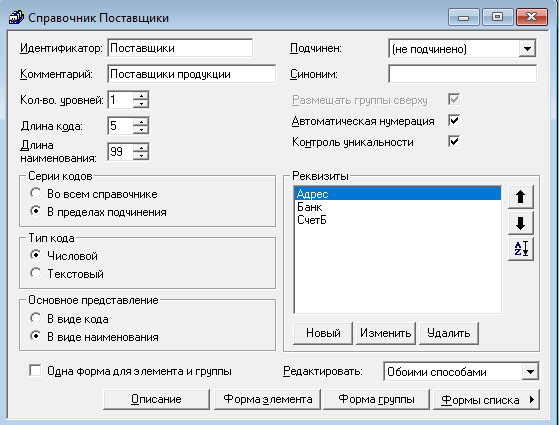 Справочник Поставщики
Идентификатор: Поставщики
Подчинен: (не подчинено)
Комментарий: Поставщики продукции
Синоним:
Кол-во. уровней: 1
Размещать группы сверху
Длина кода: 5
Автоматическая нумерация
Длина наименования: 99
Контроль уникальности
Серии кодов
Во всем справочнике
В пределах подчинения
Тип кода
Числовой
Текстовый
Основное представление
В виде кода
В виде наименования
Реквизиты
Адрес
Банк
СчетБ
A
Z
Новый Изменить Удалить
Одна форма для элемента и группы
Редактировать: Обоими способами
Описание Форма элемента Форма группы Формы списка